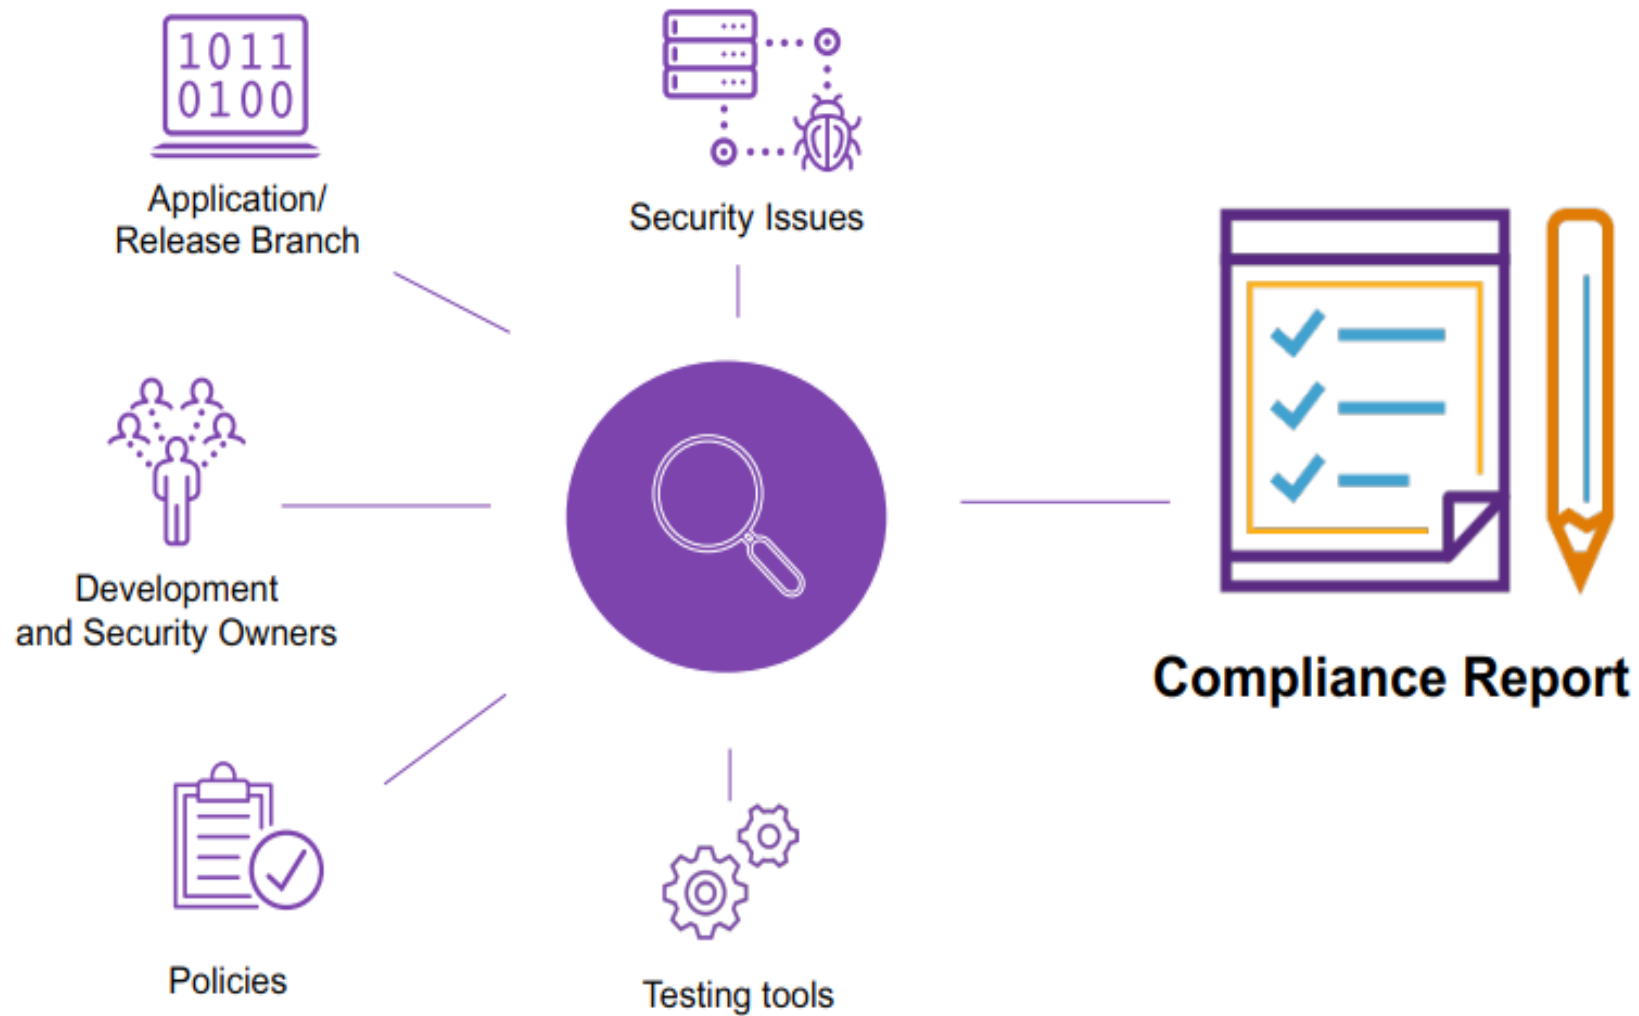 1011
0100
Application/
Release Branch
Security Issues
Development
and Security Owners
Compliance Report
Policies
Testing tools